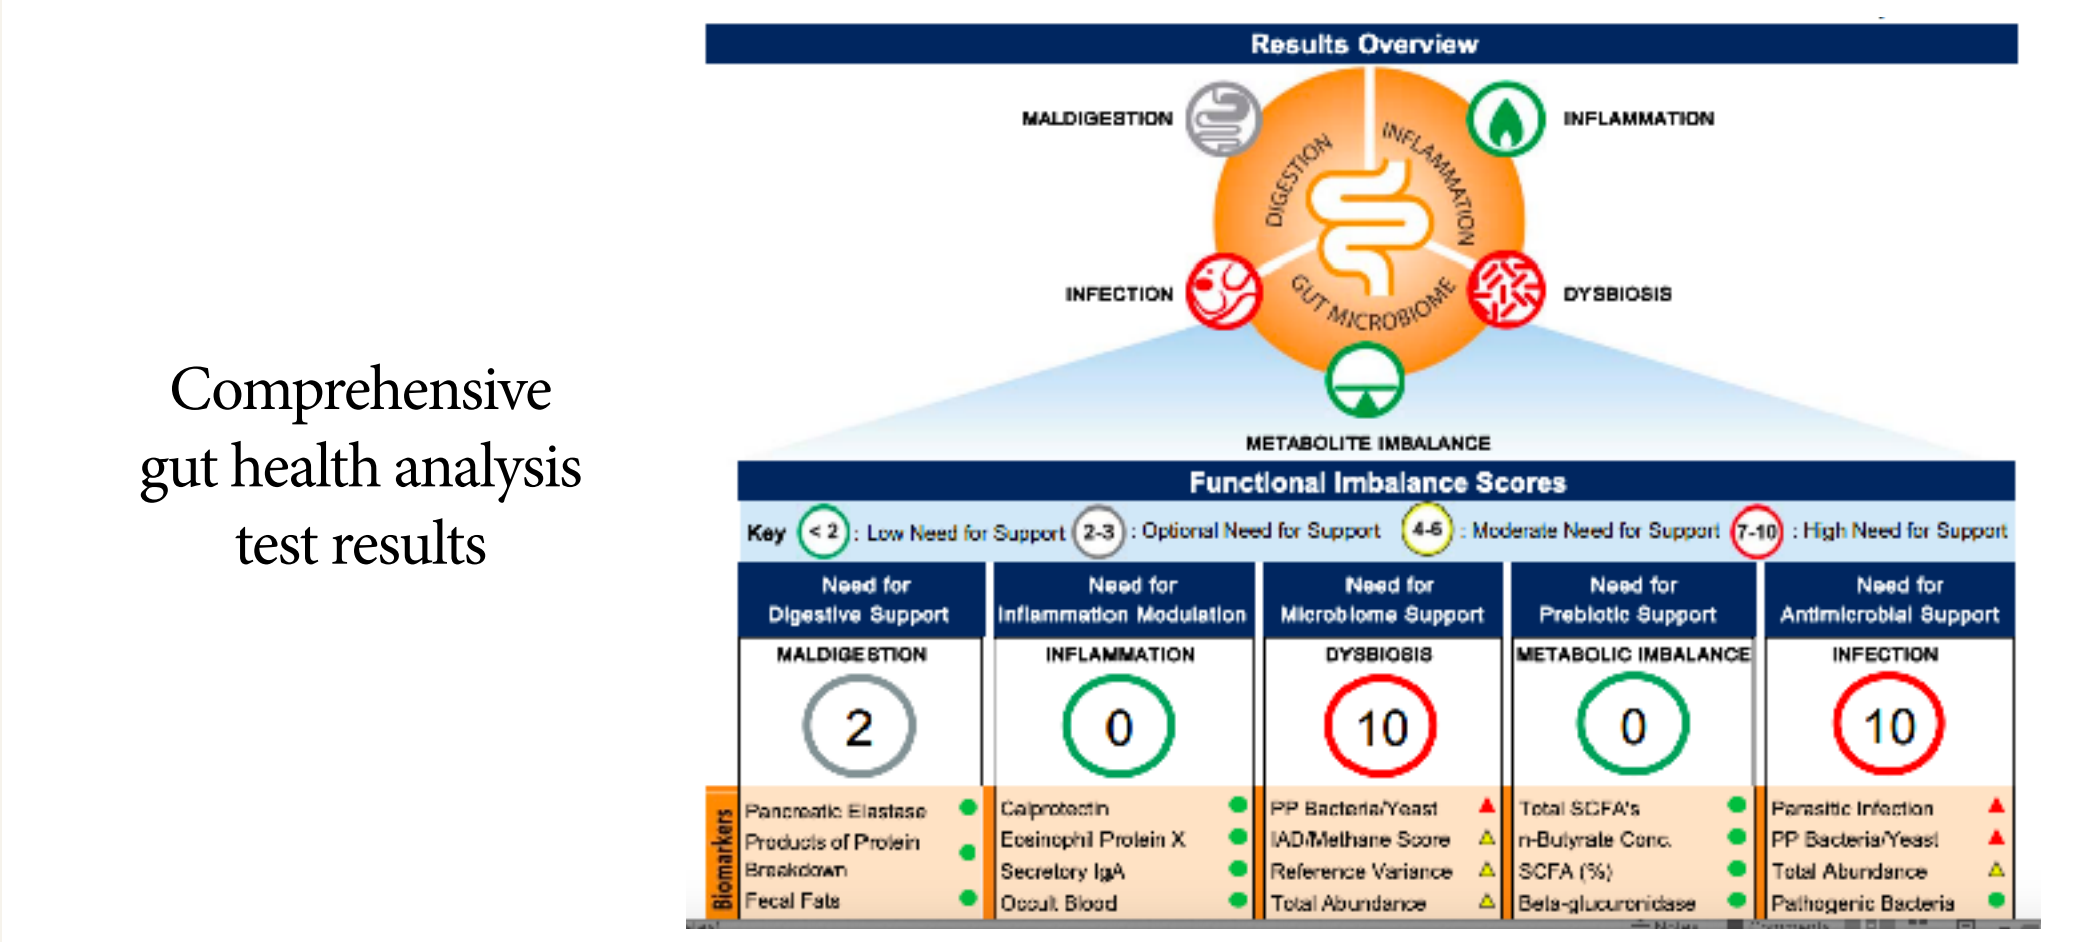 Comprehensive
gut health analysis
test results
Results Overview
MALDIGESTION
INFLAMMATION
DIGESTION
INFLAMMATION
GUT MICROBIOME
INFECTION
DYSBIOSIS
METABOLITE IMBALANCE
Functional Imbalance Scores
Key <2 : Low Need for Support 2-3 : Optional Need for Support 4-6 : Moderate Need for Support 7-10 : High Need for Support
Need for
Digestive Support
Need for
Inflammation Modulation
Need for
Microbiome Support
Need for
Prebiotic Support
Need for
Antimicrobial Support
MALDIGESTION
INFLAMMATION
DYSBIOSIS
METABOLIC IMBALANCE
INFECTION
2
0
10
0
10
Biomarkers
Pancreatic Elastase
Products of Protein
Breakdown
Fecal Fats
Calprotectin
Eosinophil Protein X
Secretory IgA
Occult Blood
PP Bacteria/Yeast
IAD/Methane Score
Reference Variance
Total Abundance
Total SCFA's
n-Butyrate Conc.
SCFA (%)
Beta-glucuronidase
Parasitic Infection
PP Bacteria/Yeast
Total Abundance
Pathogenic Bacteria